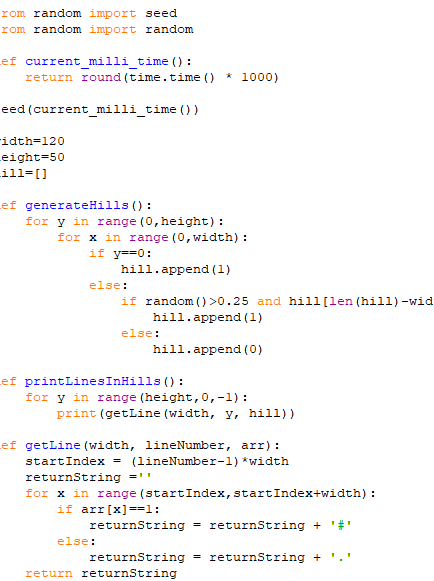 rom random import seed
rom random import random
ef current_milli_time():
return round(time.time() * 1000)
eed(current_milli_time())
idth=120
eight=50
ill=[]
ef generateHills():
for y in range(0,height):
for x in range(0,width):
if y==0:
hill.append(1)
else:
if random()>0.25 and hill[len(hill)-wid
hill.append(1)
else:
hill.append(0)
ef printLinesInHills():
for y in range(height,0,-1):
print(getLine(width, y, hill))
ef getLine(width, lineNumber, arr):
startIndex = (lineNumber-1)*width
returnString =''
for x in range(startIndex,startIndex+width):
if arr[x]==1:
returnString = returnString + '#'
else:
returnString = returnString + '.'
return returnString